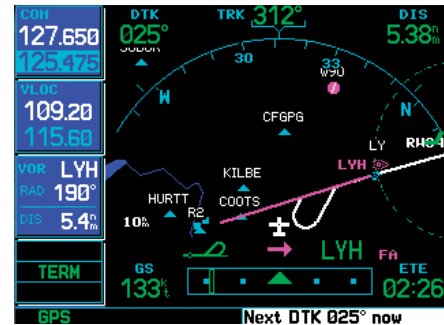 COM
127.650
125.475
VLOC
109.20
115.60
VOR LYH
RAD 190°
DIS 5.4nm
TERM
GPS
DTK
025°
TRK 312°
DIS
5.38nm
30
33
W90
W
N
CFGPG
LY
RW04
LYH
KILBE
HURTT
COOTS
R2
10nm
LYH FA
GS
133kt
ETE
02:26
Next DTK 025° now